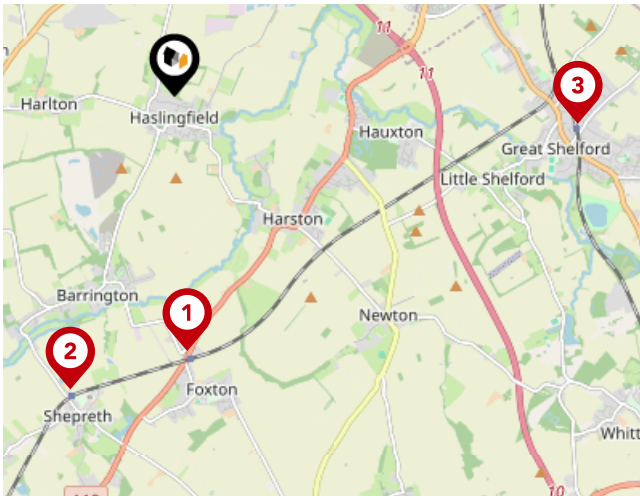 11
Harlton
Haslingfield
11
3
Hauxton
Great Shelford
Little Shelford
Harston
Barrington
1
Newton
2
Foxton
Shepreth
Whitt
10